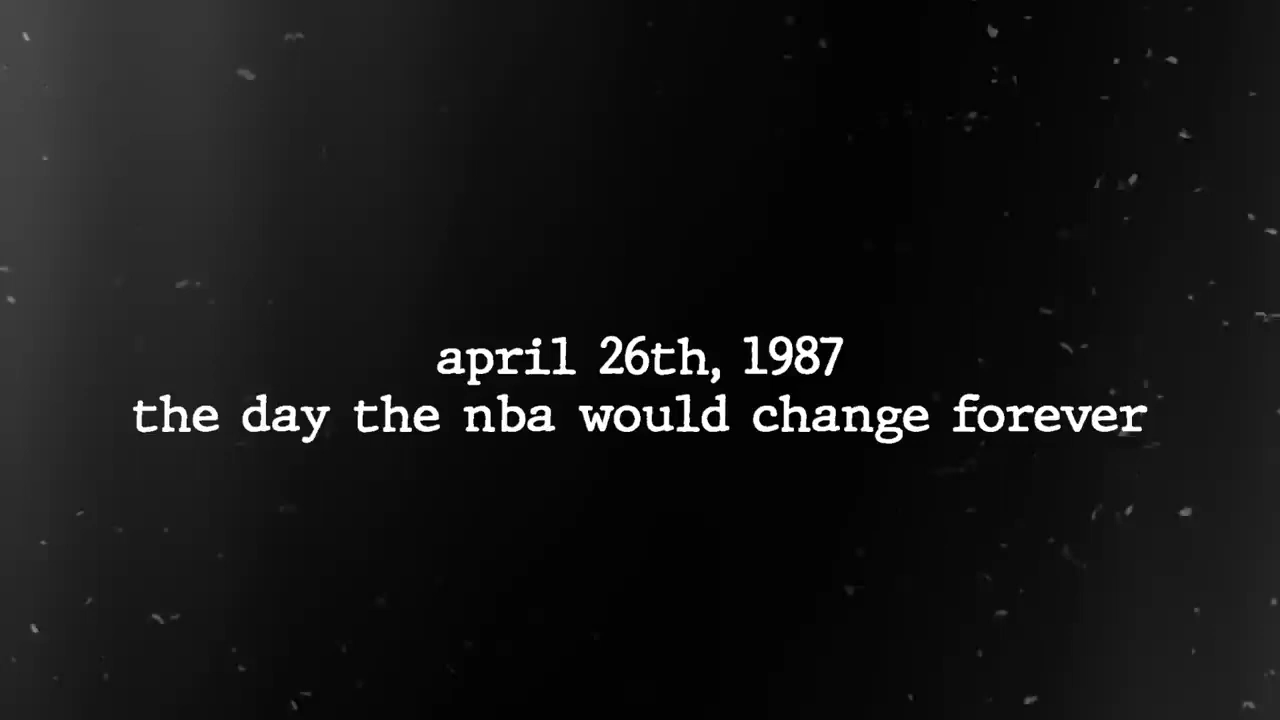 april 26th, 1987
the day the nba would change forever